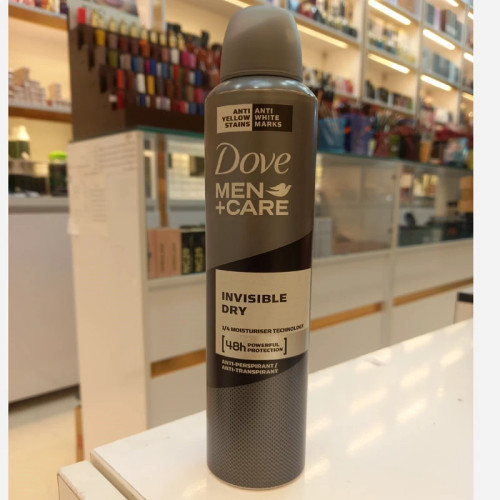 ANTI YELLOW STAINS
ANTI WHITE MARKS
Dove
MEN
+CARE
INVISIBLE
DRY
1/4 MOISTURISER TECHNOLOGY
[48h POWERFUL PROTECTION]
ANTI-PERSPIRANT /
ANTI-TRANSPIRANT